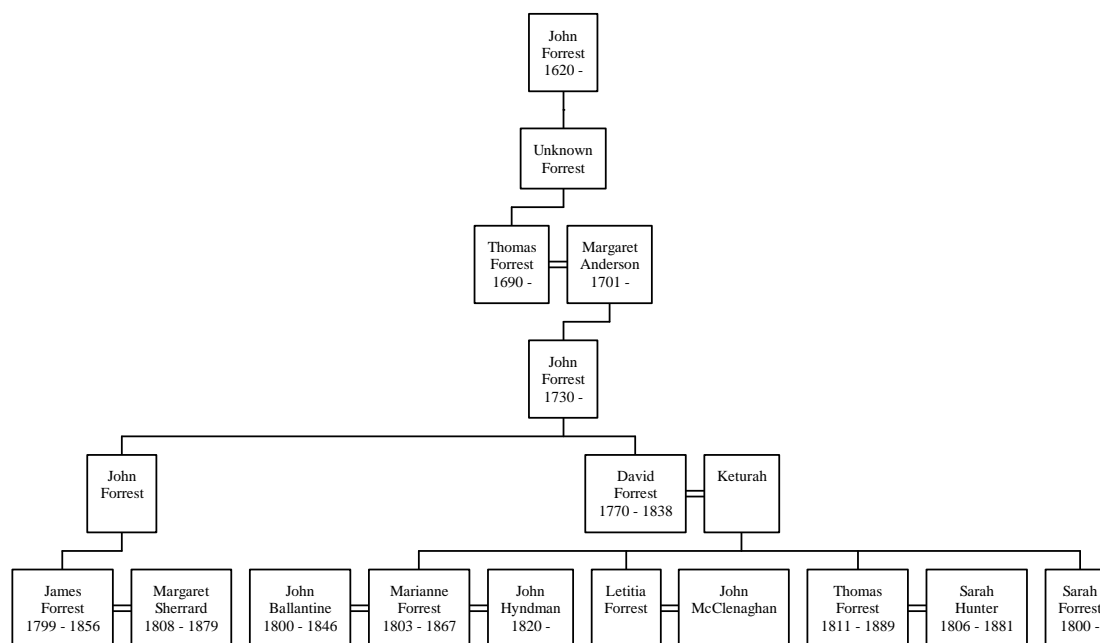 John
Forrest
1620 -
Unknown
Forrest
Thomas
Forrest
1690 -
Margaret
Anderson
1701 -
John
Forrest
1730 -
John
Forrest
David
Forrest
1770 - 1838
Keturah
James
Forrest
1799 - 1856
Margaret
Sherrard
1808 - 1879
John
Ballantine
1800 - 1846
Marianne
Forrest
1803 - 1867
John
Hyndman
1820 -
Letitia
Forrest
John
McClenaghan
Thomas
Forrest
1811 - 1889
Sarah
Hunter
1806 - 1881
Sarah
Forrest
1800 -